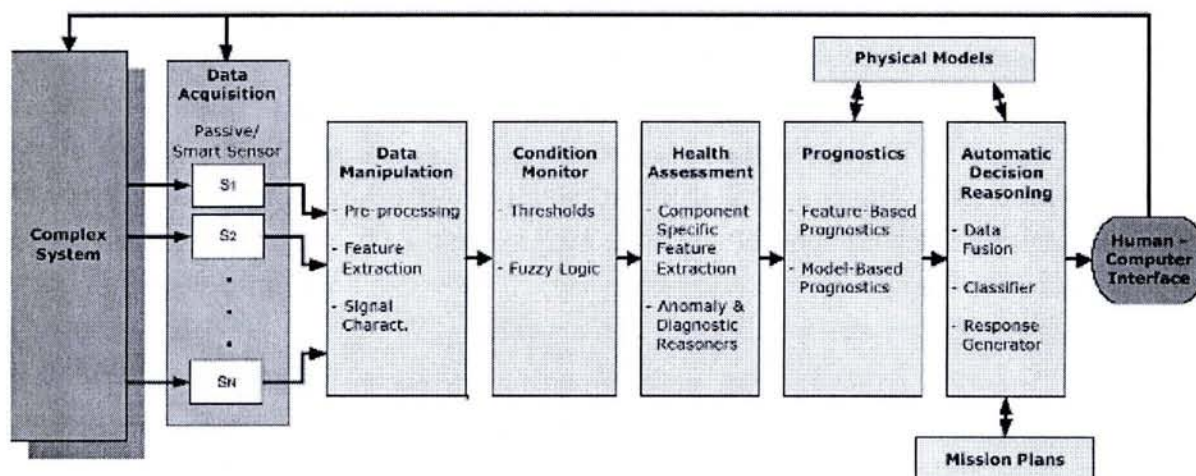 Complex
System
Data
Acquisition
Passive/
Smart Sensor
S1
S2
.
.
.
SN
Data
Manipulation
- Pre-processing
- Feature
Extraction
- Signal
Charact.
Condition
Monitor
- Thresholds
- Fuzzy Logic
Health
Assessment
- Component
Specific
Feature
Extraction
- Anomaly &
Diagnostic
Reasoners
Physical Models
Prognostics
- Feature-Based
Prognostics
- Model-Based
Prognostics
Automatic
Decision
Reasoning
- Data
Fusion
- Classifier
- Response
Generator
Mission Plans
Human -
Computer
Interface